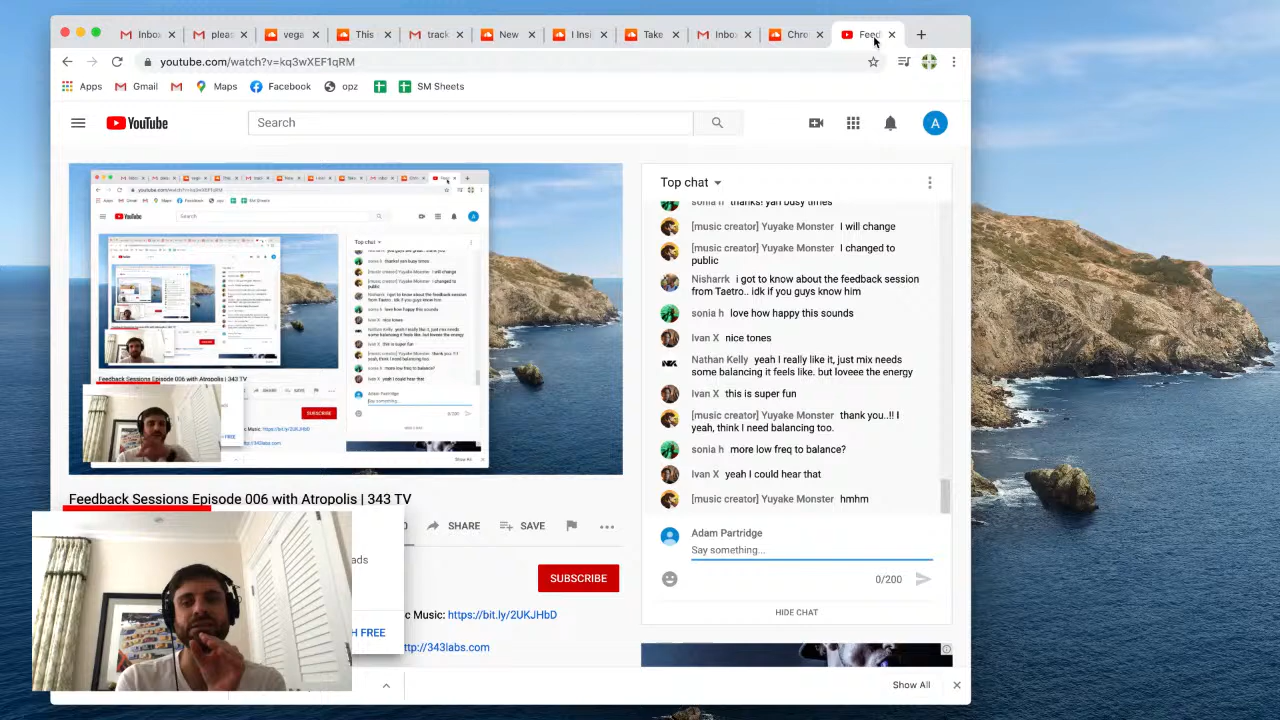 Inbo
pleas
vega
This
track
New
I Insi
Take
Inbo
Chro
Feed
youtube.com/watch?v=kq3wXEF1qRM
Apps
Gmail
Maps
Facebook
opz
SM Sheets
YouTube
Search
A
Top chat
sonia h thanks! yah busy times
[music creator] Yuyake Monster I will change
[music creator] Yuyake Monster I changed to
public
Nisharrk i got to know about the feedback session
from Taetro.. idk if you guys know him
sonia h love how happy this sounds
Ivan X nice tones
Nathan Kelly yeah I really like it, just mix needs
some balancing it feels like. but loveee the energy
Ivan X this is super fun
[music creator] Yuyake Monster thank you..!! I
yeah, think I need balancing too.
sonia h more low freq to balance?
Ivan X yeah I could hear that
[music creator] Yuyake Monster hmhm
Adam Partridge
Say something...
0/200
HIDE CHAT
Feedback Sessions Episode 006 with Atropolis | 343 TV
0
SHARE
SAVE
ads
SUBSCRIBE
c Music: https://bit.ly/2UKJHbD
H FREE
ttp://343labs.com
Show All